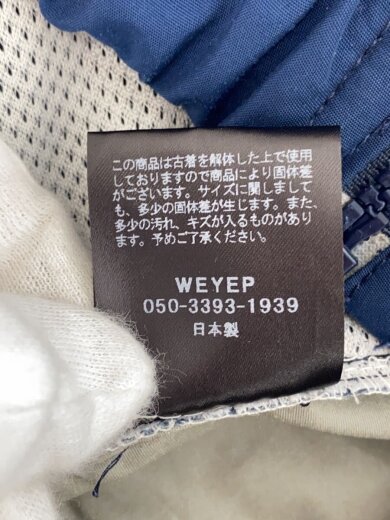 この商品は古着を解体した上で使用
しておりますので商品により固体差
がございます。サイズに関しまして
も、多少の固体差が生じます。また、
多少の汚れ、キズが入るものがあり
ます。予めご了承ください。
WEYEP
050-3393-1939
日本製